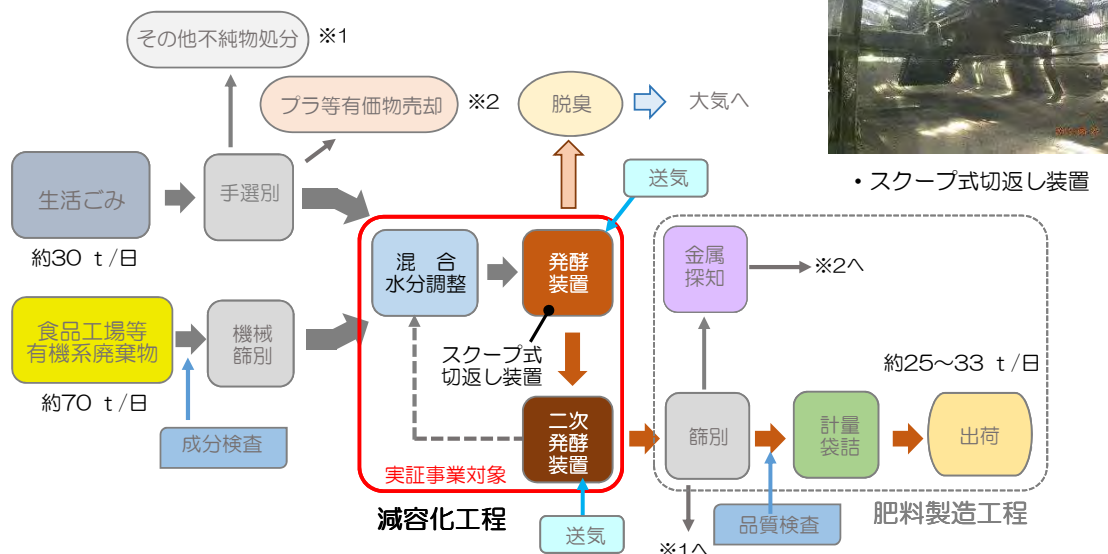 その他不純物処分
※1
プラ等有価物売却
※2
脱臭
大気へ
・スクープ式切返し装置
送気
生活ごみ
手選別
約30 t/日
混 合
水分調整
発酵
装置
金属
探知
※2へ
食品工場等
有機系廃棄物
機械
篩別
スクープ式
切返し装置
約25~33 t/日
約70 t/日
二次
発酵
装置
篩別
計量
袋詰
出荷
成分検査
実証事業対象
減容化工程
送気
品質検査
肥料製造工程
※1へ